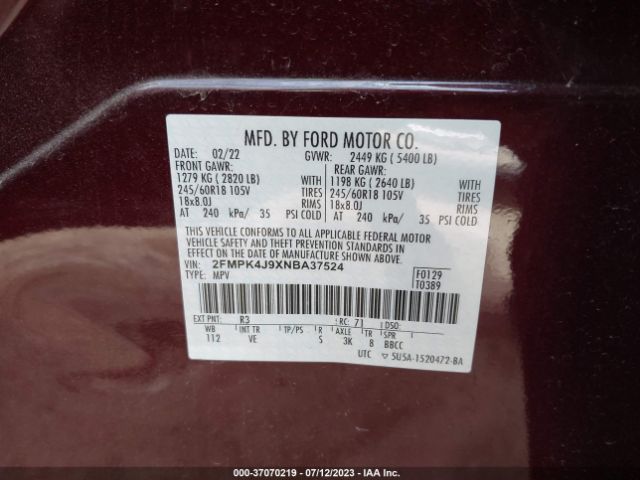 MFD. BY FORD MOTOR CO.
DATE: 02/22 GVWR: 2449 KG ( 5400 LB)
FRONT GAWR: REAR GAWR:
1279 KG ( 2820 LB) WITH 1198 KG ( 2640 LB) WITH
245/60R18 105V TIRES 245/60R18 105V TIRES
18x8.0J RIMS 18x8.0J RIMS
AT 240 kPa/ 35 PSI COLD AT 240 kPa/ 35 PSI COLD
THIS VEHICLE CONFORMS TO ALL APPLICABLE FEDERAL MOTOR
VEHICLE SAFETY AND THEFT PREVENTION STANDARDS IN
EFFECT ON THE DATE OF MANUFACTURE SHOWN ABOVE.
VIN: 2FMPK4J9XNBA37524 F0129
TYPE: MPV T0389
EXT PNT: R3 RC: 71 DSO:
WB INT TR TP/PS R AXLE TR SPR
112 VE S 3K 8 BBCC
UTC ▽ 5U5A-1520472-BA
000-37070219 - 07/12/2023 - IAA Inc.